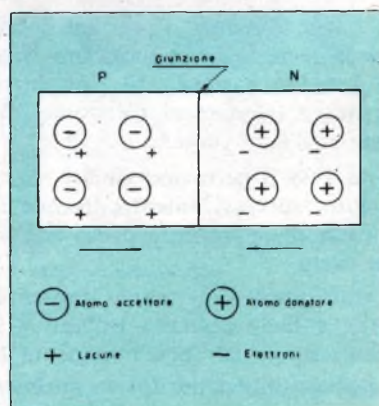 Giunzione
P N
− Atomo accettore + Atomo donatore
+ Lacune − Elettroni